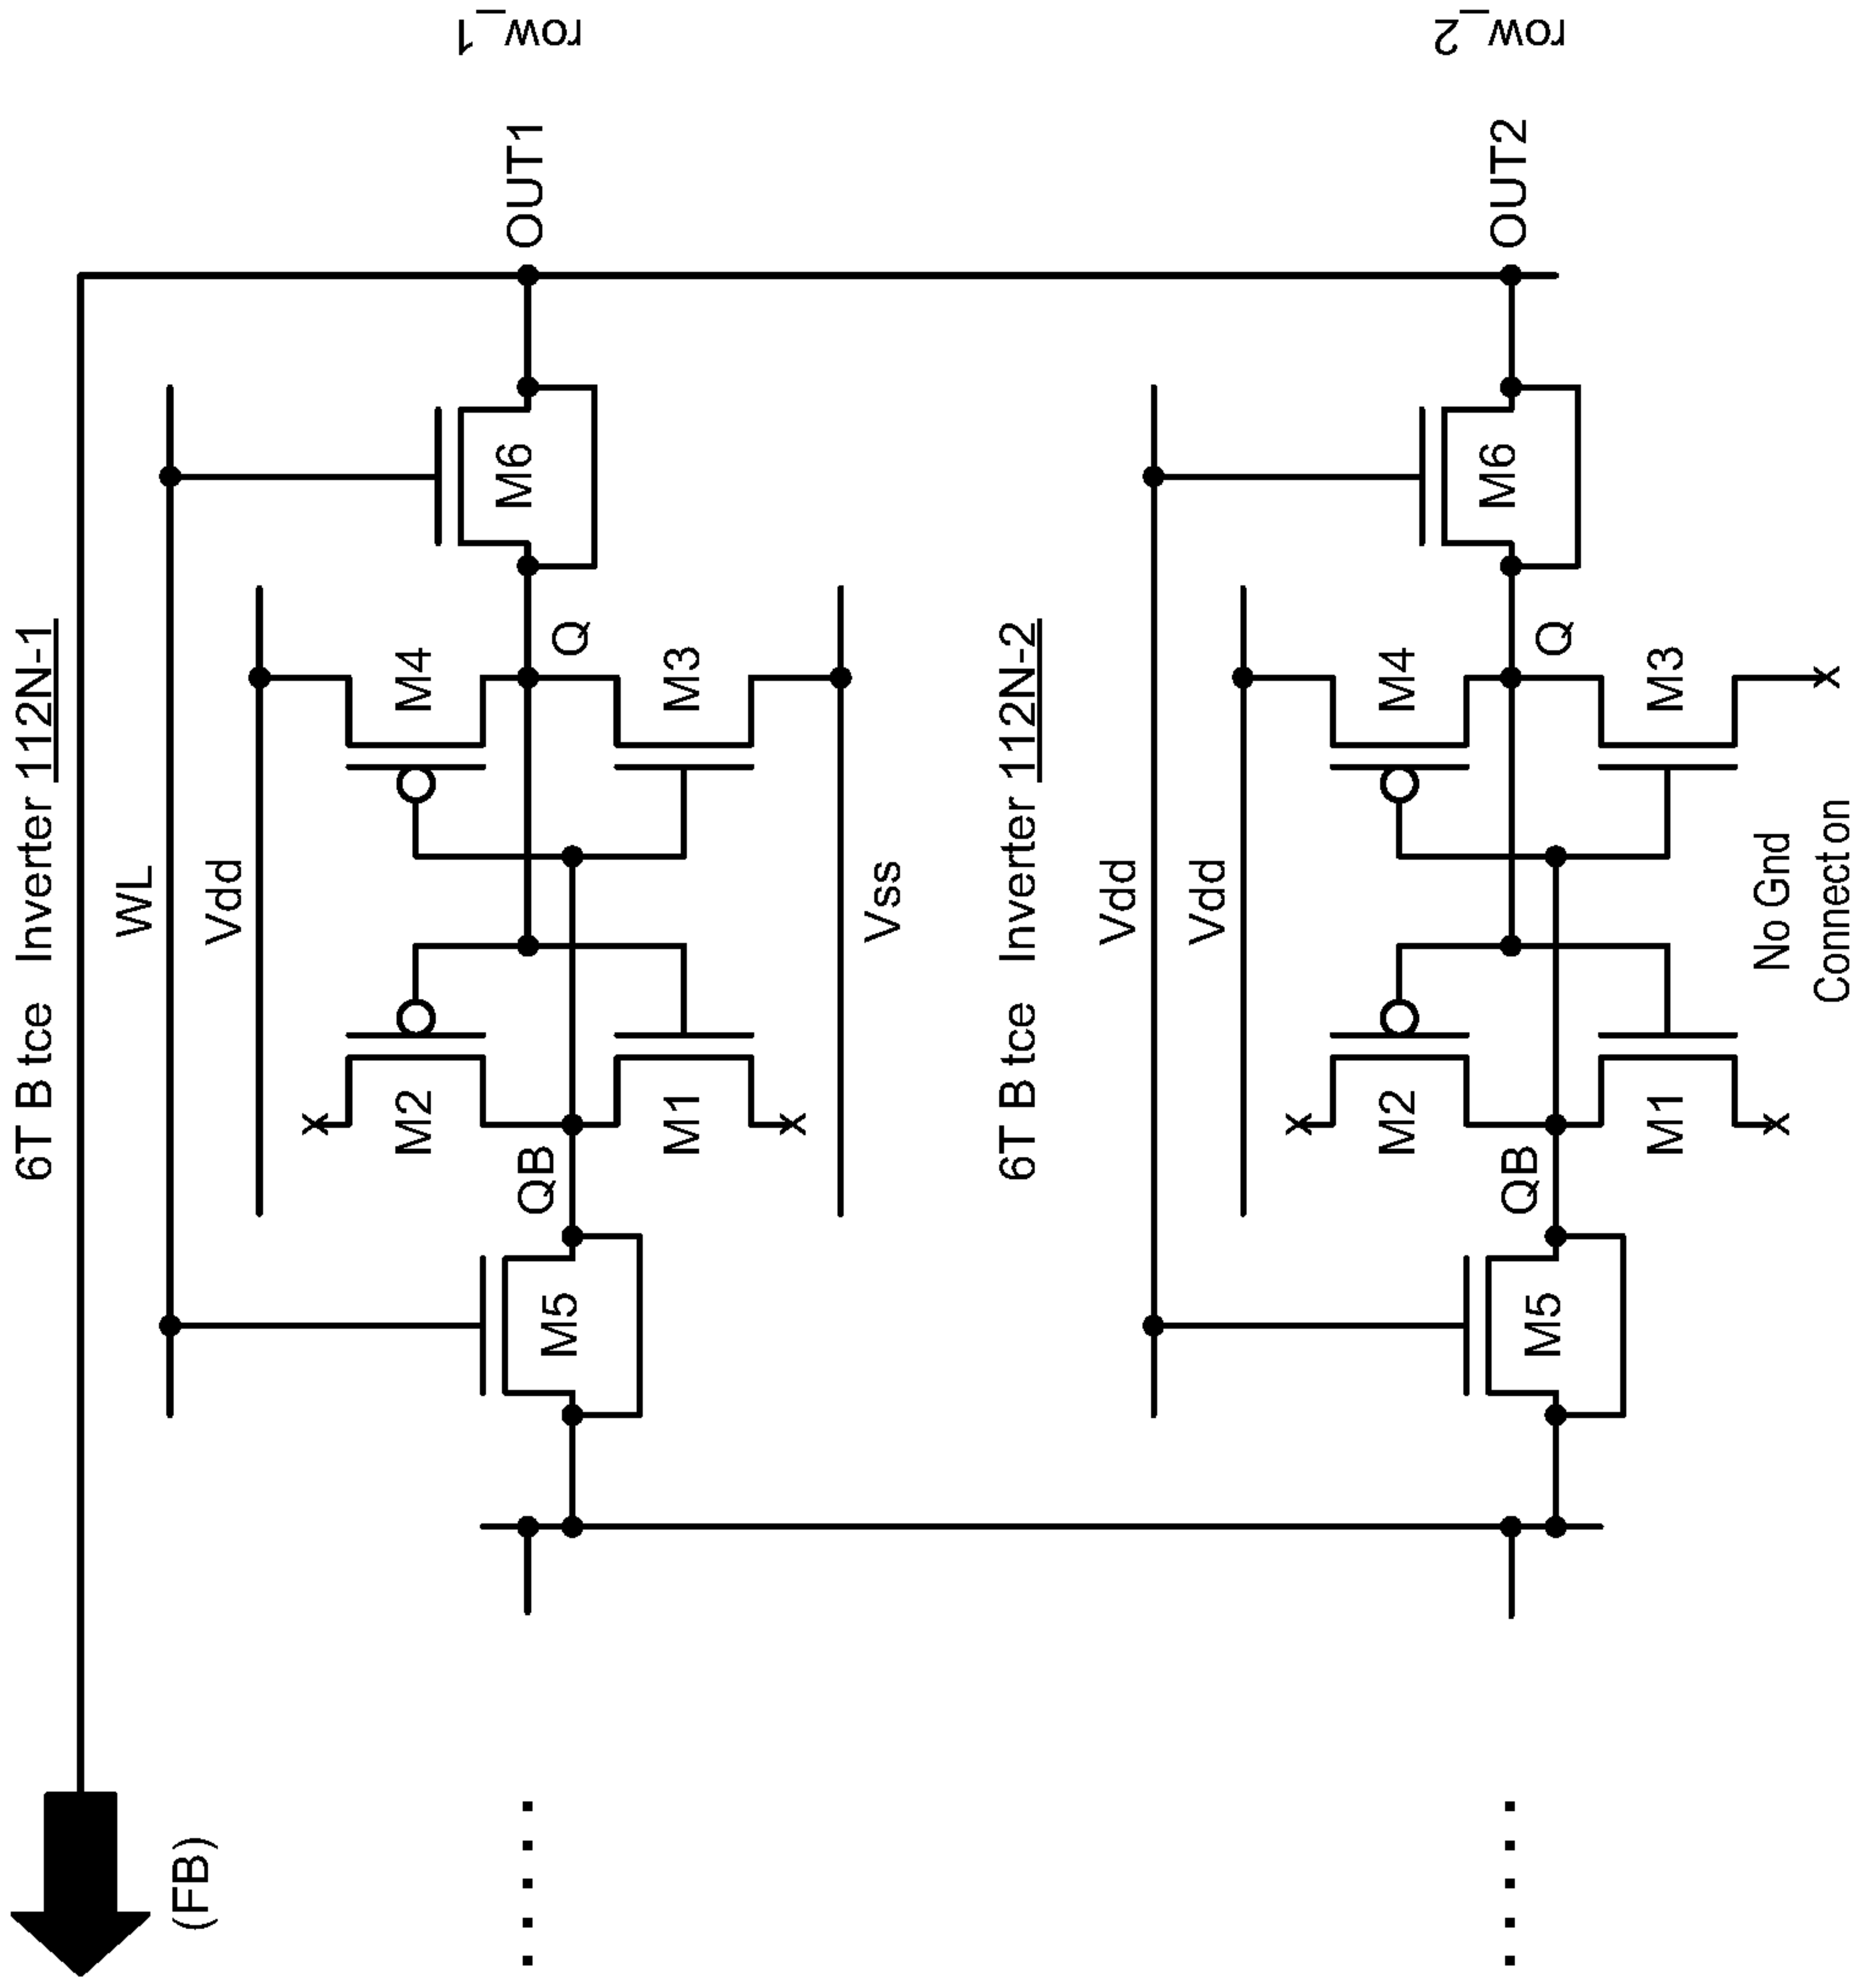 6T B tce Inverter 112N-1
WL
Vdd
M2
M4
QB
Q
M5
M6
M1
M3
Vss
OUT1
row_1
(FB)
6T B tce Inverter 112N-2
Vdd
Vdd
M2
M4
QB
Q
M5
M6
M1
M3
No Gnd
Connect on
OUT2
row_2
x
x
x
x
x